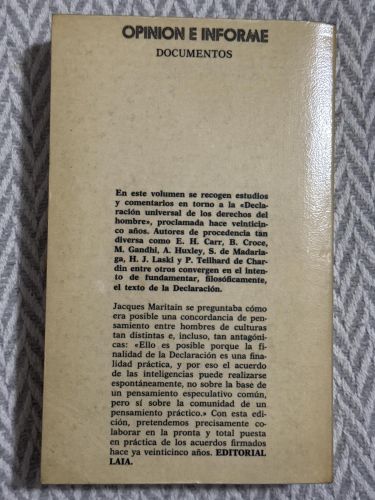 OPINION E INFORME
DOCUMENTOS
En este volumen se recogen estudios
y comentarios en torno a la «Decla-
ración universal de los derechos del
hombre», proclamada hace veinticin-
co años. Autores de procedencia tan
diversa como E. H. Carr, B. Croce,
M. Gandhi, A. Huxley, S. de Madaria-
ga, H. J. Laski y P. Teilhard de Char-
din entre otros convergen en el inten-
to de fundamentar, filosóficamente,
el texto de la Declaración.
Jacques Maritain se preguntaba cómo
era posible una concordancia de pen-
samiento entre hombres de culturas
tan distintas e, incluso, tan antagóni-
cas: «Ello es posible porque la fi-
nalidad de la Declaración es una fina-
lidad práctica, y por eso el acuerdo
de las inteligencias puede realizarse
espontáneamente, no sobre la base de
un pensamiento especulativo común,
pero sí sobre la comunidad de un
pensamiento práctico.» Con esta edi-
ción, pretendemos precisamente co-
laborar en la pronta y total puesta
en práctica de los acuerdos firmados
hace ya veinticinco años. EDITORIAL
LAIA.